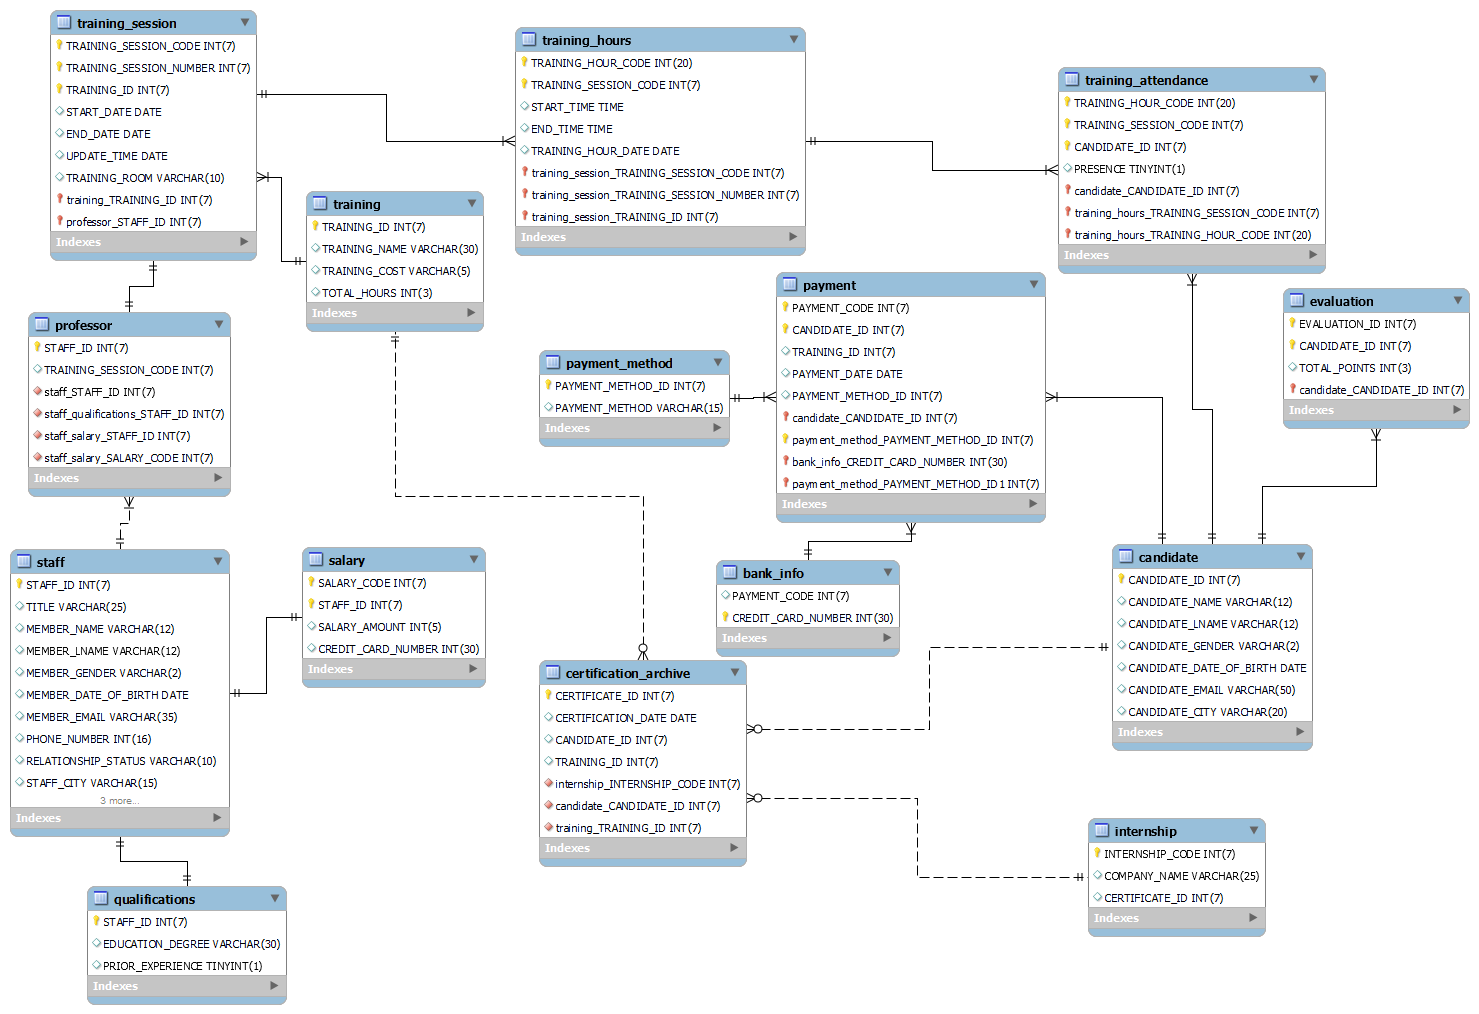 training_session
TRAINING_SESSION_CODE INT(7)
TRAINING_SESSION_NUMBER INT(7)
TRAINING_ID INT(7)
START_DATE DATE
END_DATE DATE
UPDATE_TIME DATE
TRAINING_ROOM VARCHAR(10)
training_TRAINING_ID INT(7)
professor_STAFF_ID INT(7)
Indexes
training_hours
TRAINING_HOUR_CODE INT(20)
TRAINING_SESSION_CODE INT(7)
START_TIME TIME
END_TIME TIME
TRAINING_HOUR_DATE DATE
training_session_TRAINING_SESSION_CODE INT(7)
training_session_TRAINING_SESSION_NUMBER INT(7)
training_session_TRAINING_ID INT(7)
Indexes
training_attendance
TRAINING_HOUR_CODE INT(20)
TRAINING_SESSION_CODE INT(7)
CANDIDATE_ID INT(7)
PRESENCE TINYINT(1)
candidate_CANDIDATE_ID INT(7)
training_hours_TRAINING_SESSION_CODE INT(7)
training_hours_TRAINING_HOUR_CODE INT(20)
Indexes
training
TRAINING_ID INT(7)
TRAINING_NAME VARCHAR(30)
TRAINING_COST VARCHAR(5)
TOTAL_HOURS INT(3)
Indexes
payment
PAYMENT_CODE INT(7)
CANDIDATE_ID INT(7)
TRAINING_ID INT(7)
PAYMENT_DATE DATE
PAYMENT_METHOD_ID INT(7)
candidate_CANDIDATE_ID INT(7)
payment_method_PAYMENT_METHOD_ID INT(7)
bank_info_CREDIT_CARD_NUMBER INT(30)
payment_method_PAYMENT_METHOD_ID1 INT(7)
Indexes
evaluation
EVALUATION_ID INT(7)
CANDIDATE_ID INT(7)
TOTAL_POINTS INT(3)
candidate_CANDIDATE_ID INT(7)
Indexes
professor
STAFF_ID INT(7)
TRAINING_SESSION_CODE INT(7)
staff_STAFF_ID INT(7)
staff_qualifications_STAFF_ID INT(7)
staff_salary_STAFF_ID INT(7)
staff_salary_SALARY_CODE INT(7)
Indexes
payment_method
PAYMENT_METHOD_ID INT(7)
PAYMENT_METHOD VARCHAR(15)
Indexes
staff
STAFF_ID INT(7)
TITLE VARCHAR(25)
MEMBER_NAME VARCHAR(12)
MEMBER_LNAME VARCHAR(12)
MEMBER_GENDER VARCHAR(2)
MEMBER_DATE_OF_BIRTH DATE
MEMBER_EMAIL VARCHAR(35)
PHONE_NUMBER INT(16)
RELATIONSHIP_STATUS VARCHAR(10)
STAFF_CITY VARCHAR(15)
3 more...
Indexes
salary
SALARY_CODE INT(7)
STAFF_ID INT(7)
SALARY_AMOUNT INT(5)
CREDIT_CARD_NUMBER INT(30)
Indexes
bank_info
PAYMENT_CODE INT(7)
CREDIT_CARD_NUMBER INT(30)
Indexes
candidate
CANDIDATE_ID INT(7)
CANDIDATE_NAME VARCHAR(12)
CANDIDATE_LNAME VARCHAR(12)
CANDIDATE_GENDER VARCHAR(2)
CANDIDATE_DATE_OF_BIRTH DATE
CANDIDATE_EMAIL VARCHAR(50)
CANDIDATE_CITY VARCHAR(20)
Indexes
certification_archive
CERTIFICATE_ID INT(7)
CERTIFICATION_DATE DATE
CANDIDATE_ID INT(7)
TRAINING_ID INT(7)
internship_INTERNSHIP_CODE INT(7)
candidate_CANDIDATE_ID INT(7)
training_TRAINING_ID INT(7)
Indexes
internship
INTERNSHIP_CODE INT(7)
COMPANY_NAME VARCHAR(25)
CERTIFICATE_ID INT(7)
Indexes
qualifications
STAFF_ID INT(7)
EDUCATION_DEGREE VARCHAR(30)
PRIOR_EXPERIENCE TINYINT(1)
Indexes